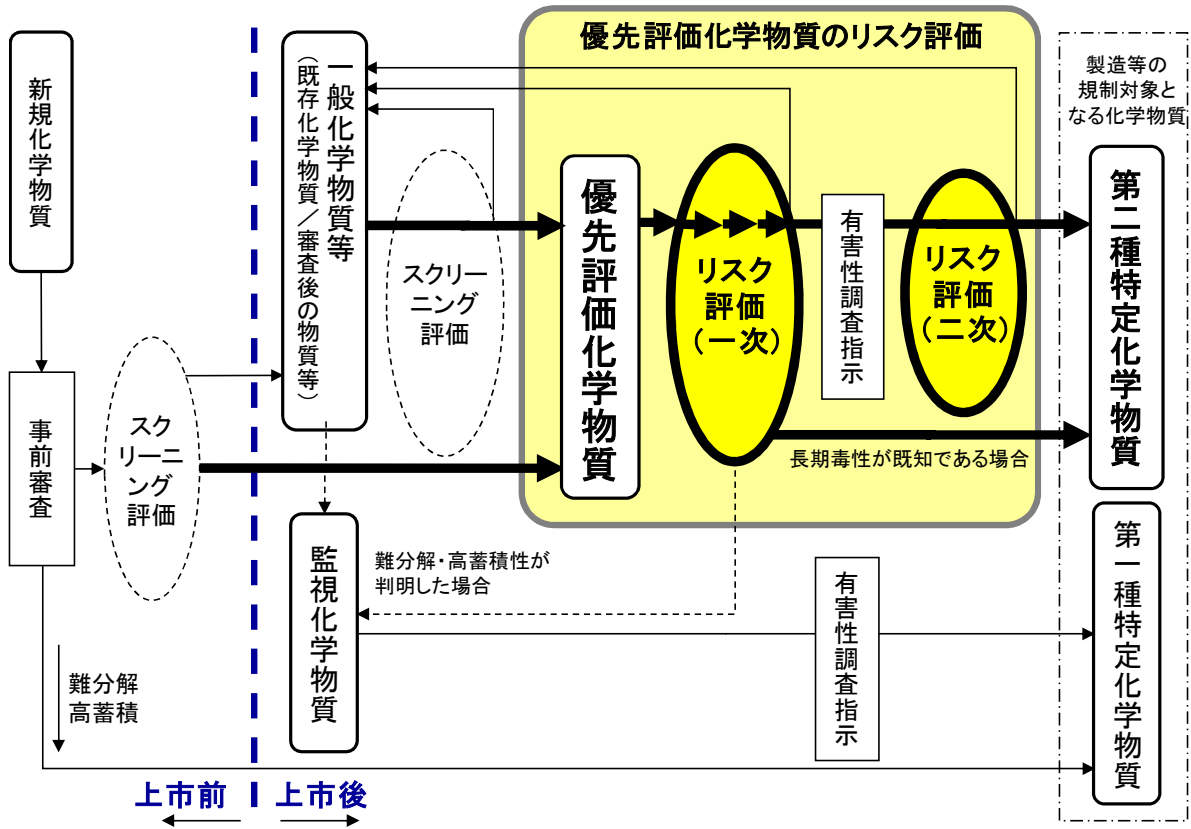 優先評価化学物質のリスク評価
新規化学物質
事前審査
スク
リーニ
ング
評価
難分解
高蓄積
上市前
上市後
一般化学物質等
（既存化学物質／審査後の物質等）
スクリー
ニング
評価
監視化学物質
難分解・高蓄積性が
判明した場合
優先評価化学物質
リスク
評価
（一次）
有害性調査指示
リスク
評価
（二次）
長期毒性が既知である場合
有害性調査指示
製造等の
規制対象と
なる化学物質
第二種特定化学物質
第一種特定化学物質